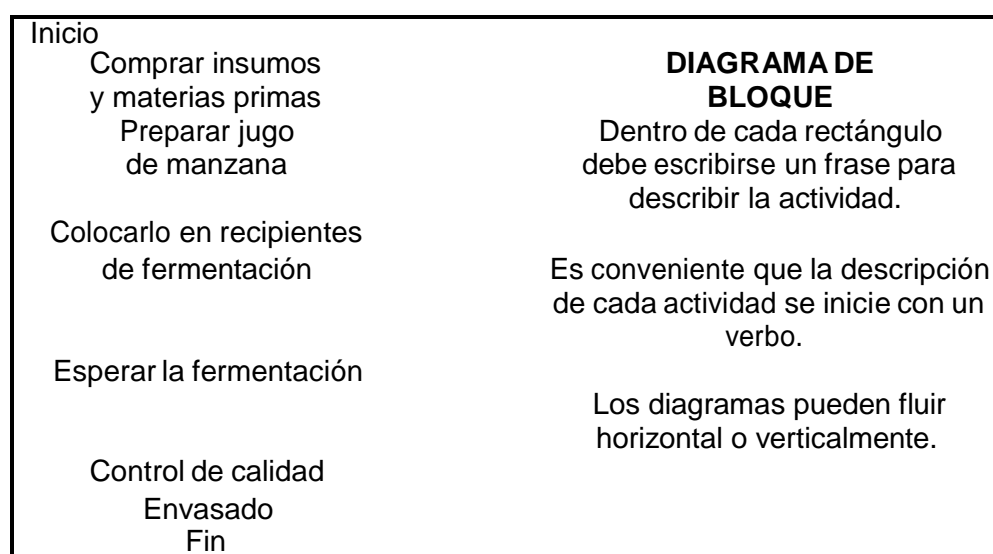 Inicio
Comprar insumos
y materias primas
Preparar jugo
de manzana
Colocarlo en recipientes
de fermentación
Esperar la fermentación
Control de calidad
Envasado
Fin
DIAGRAMA DE
BLOQUE
Dentro de cada rectángulo
debe escribirse un frase para
describir la actividad.
Es conveniente que la descripción
de cada actividad se inicie con un
verbo.
Los diagramas pueden fluir
horizontal o verticalmente.